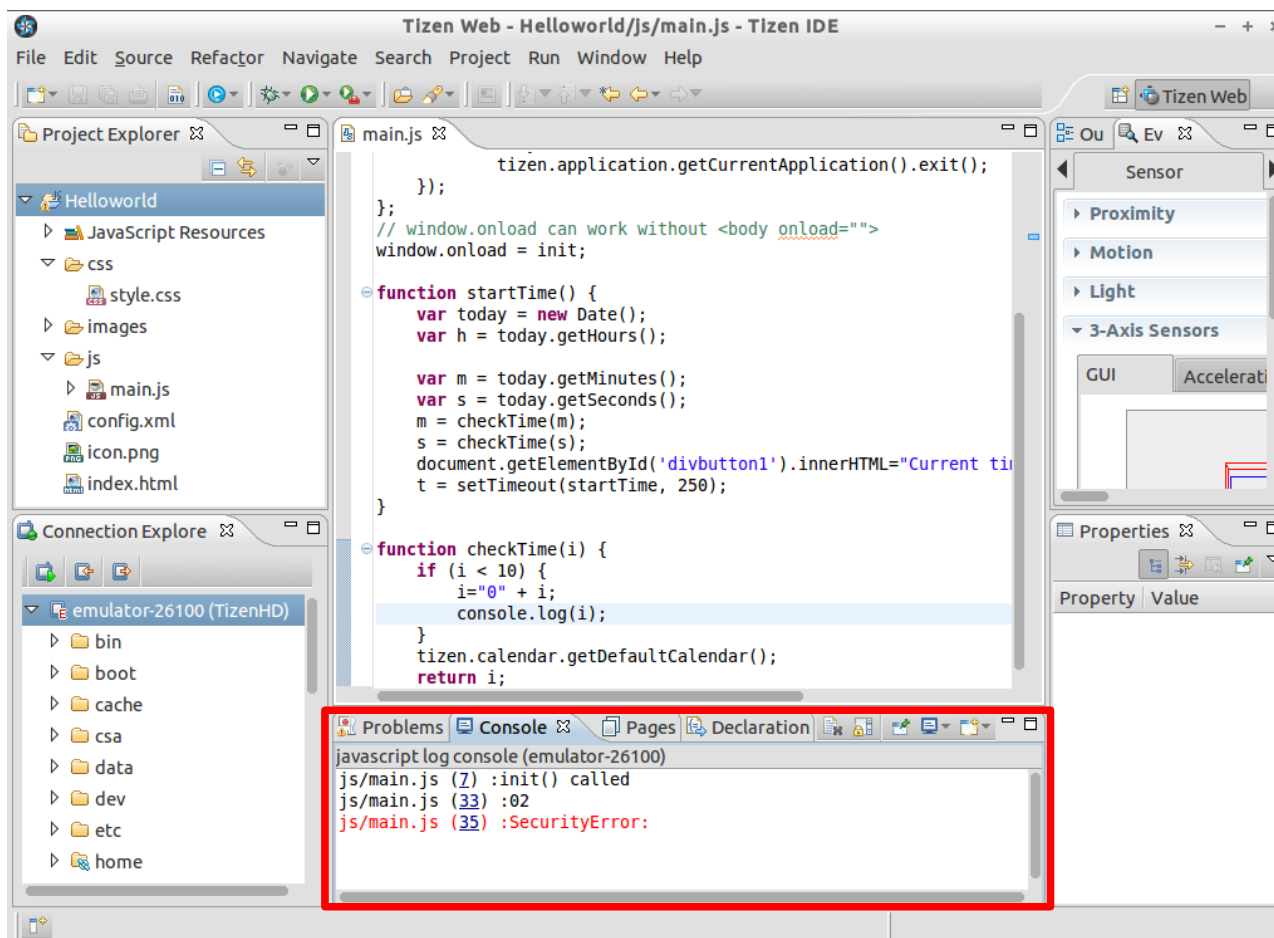 Tizen Web - Helloworld/js/main.js - Tizen IDE
File Edit Source Refactor Navigate Search Project Run Window Help
Tizen Web
Project Explorer
Helloworld
JavaScript Resources
css
style.css
images
js
main.js
config.xml
icon.png
index.html
Connection Explore
emulator-26100 (TizenHD)
bin
boot
cache
csa
data
dev
etc
home
main.js
tizen.application.getCurrentApplication().exit();
});
};
// window.onload can work without <body onload="">
window.onload = init;
function startTime() {
var today = new Date();
var h = today.getHours();
var m = today.getMinutes();
var s = today.getSeconds();
m = checkTime(m);
s = checkTime(s);
document.getElementById('divbutton1').innerHTML="Current
t = setTimeout(startTime, 250);
}
function checkTime(i) {
if (i < 10) {
i="0" + i;
console.log(i);
}
tizen.calendar.getDefaultCalendar();
return i;
Problems Console Pages Declaration
javascript log console (emulator-26100)
js/main.js (7) :init() called
js/main.js (33) :02
js/main.js (35) :SecurityError:
Ou Ev
Sensor
Proximity
Motion
Light
3-Axis Sensors
GUI Accelerati
Properties
Property Value